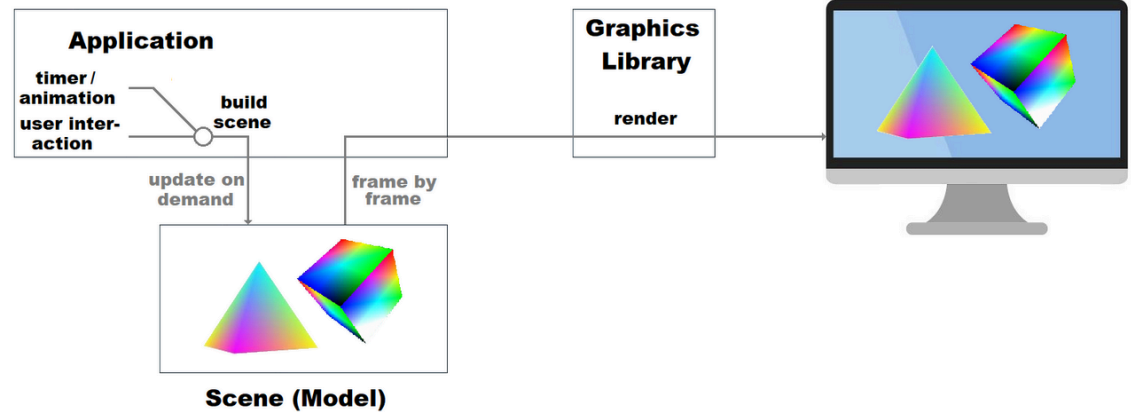 Application
timer /
animation
user inter-
action
build
scene
Graphics
Library
render
update on
demand
frame by
frame
Scene (Model)